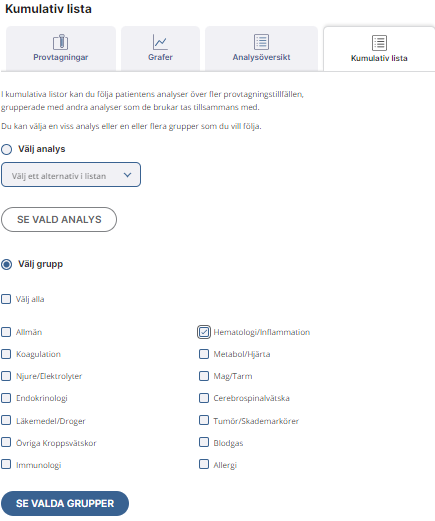 Kumulativ lista
Provtagningar
Grafer
Analysöversikt
Kumulativ lista
I kumulativa listor kan du följa patientens analyser över fler provtagningstillfällen,
grupperade med andra analyser som de brukar tas tillsammans med.
Du kan välja en viss analys eller en eller flera grupper som du vill följa.
Välj analys
Välj ett alternativ i listan
SE VALD ANALYS
Välj grupp
Välj alla
Allmän
Hematologi/Inflammation
Koagulation
Metabol/Hjärta
Njure/Elektrolyter
Mag/Tarm
Endokrinologi
Cerebrospinalvätska
Läkemedel/Droger
Tumör/Skademarkörer
Övriga Kroppsvätskor
Blodgas
Immunologi
Allergi
SE VALDA GRUPPER